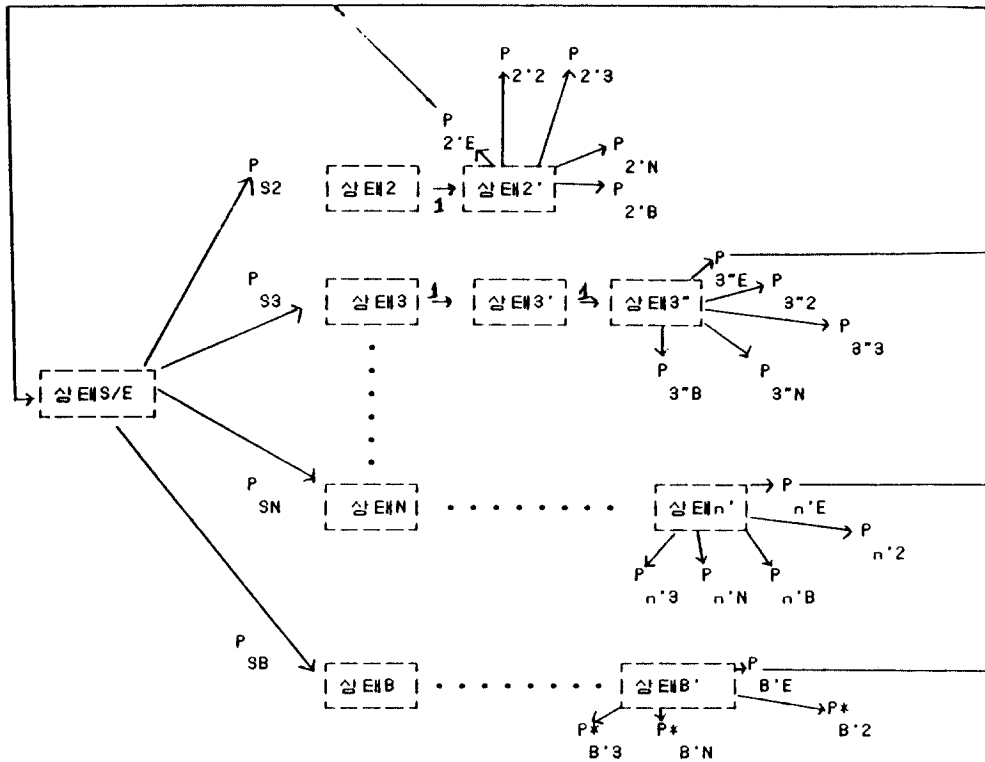 P 2'2
P 2'3
P 2'E
P 2'N
P 2'B
P S2
상태2
1
상태2'
P S3
상태3
1
상태3'
1
상태3"
P 3"E
P 3"2
P 3"3
P 3"B
P 3"N
상태S/E
P SN
상태N
상태n'
P n'E
P n'2
P n'3
P n'N
P n'B
P SB
상태B
상태B'
P B'E
P* B'2
P* B'3
P* B'N